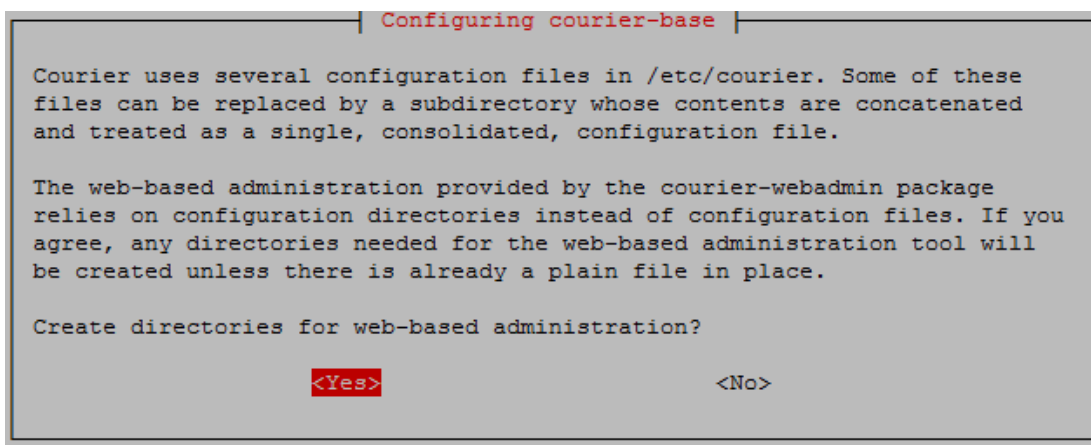 Configuring courier-base
Courier uses several configuration files in /etc/courier. Some of these
files can be replaced by a subdirectory whose contents are concatenated
and treated as a single, consolidated, configuration file.
The web-based administration provided by the courier-webadmin package
relies on configuration directories instead of configuration files. If you
agree, any directories needed for the web-based administration tool will
be created unless there is already a plain file in place.
Create directories for web-based administration?
<Yes> <No>